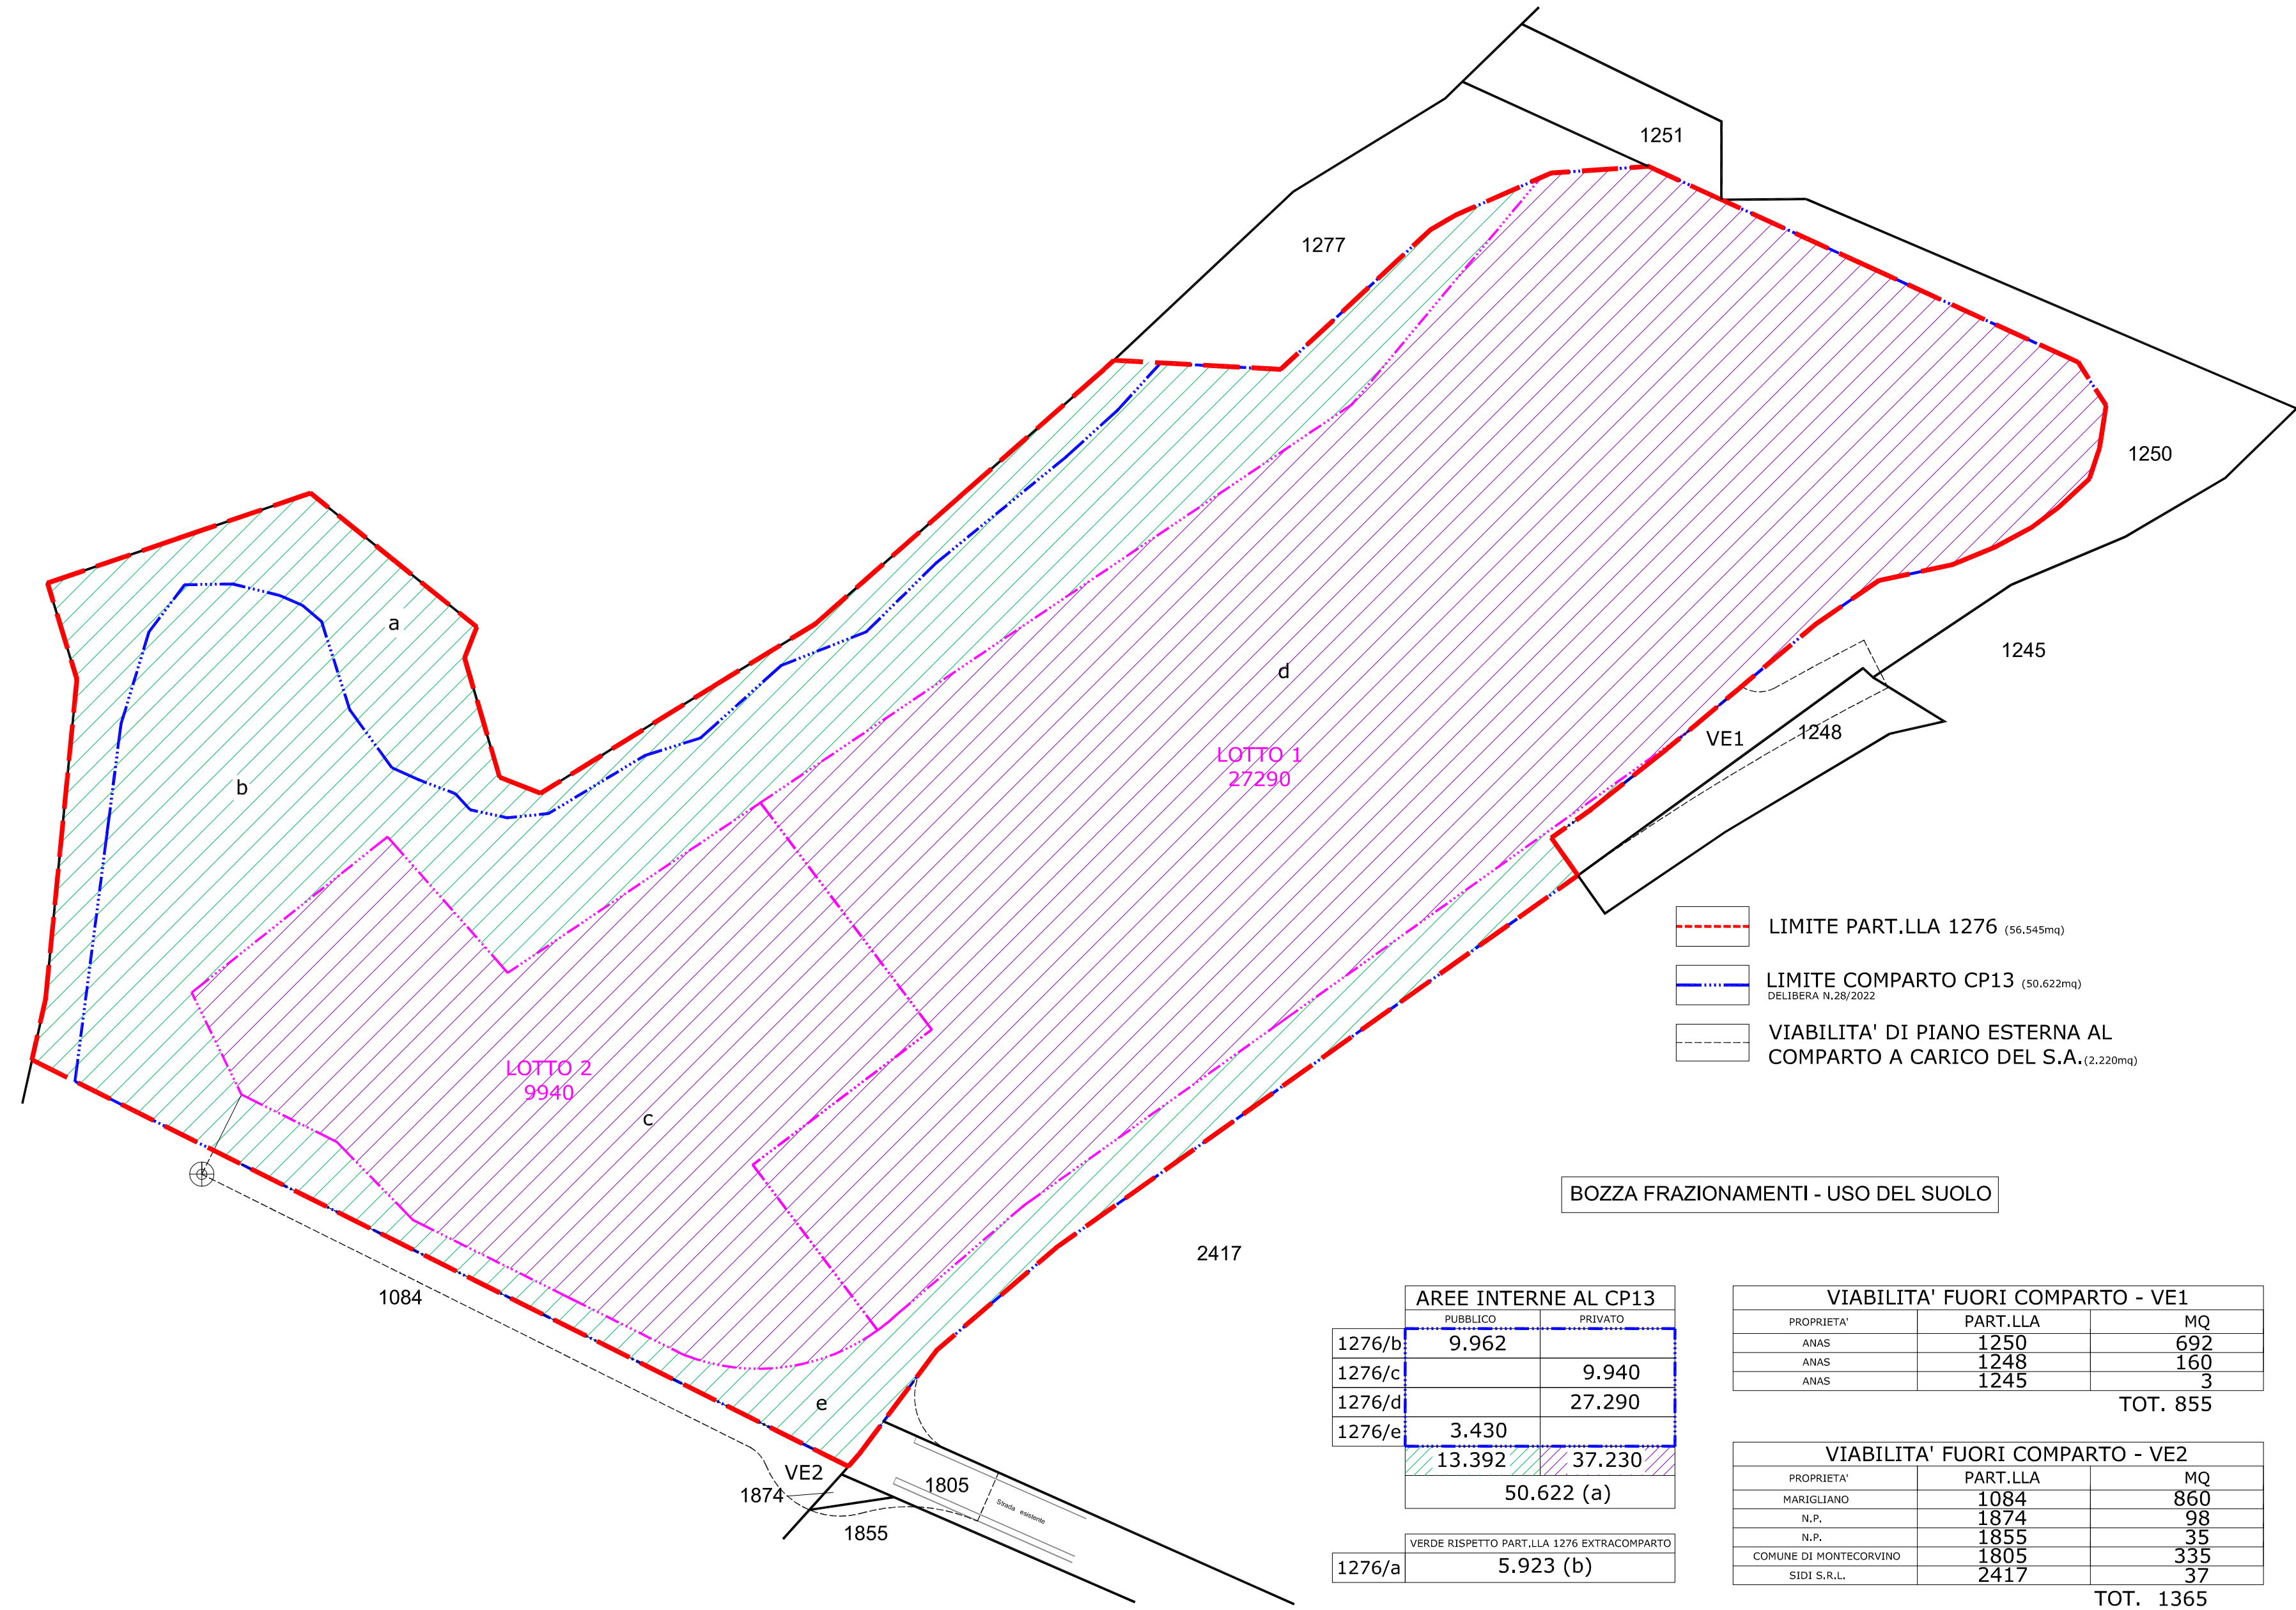 1251
1277
1250
a
1245
d
VE1
1248
LOTTO 1
27290
b
LIMITE PART.LLA 1276 (56.545mq)
LIMITE COMPARTO CP13 (50.622mq)
DELIBERA N.28/2022
VIABILITA' DI PIANO ESTERNA AL
COMPARTO A CARICO DEL S.A.(2.220mq)
LOTTO 2
9940
c
BOZZA FRAZIONAMENTI - USO DEL SUOLO
2417
1084
e
VE2
1874
1805
Strada esistente
1855
AREE INTERNE AL CP13
PUBBLICO PRIVATO
1276/b 9.962
1276/c 9.940
1276/d 27.290
1276/e 3.430
13.392 37.230
50.622 (a)
VERDE RISPETTO PART.LLA 1276 EXTRACOMPARTO
1276/a 5.923 (b)
VIABILITA' FUORI COMPARTO - VE1
PROPRIETA' PART.LLA MQ
ANAS 1250 692
ANAS 1248 160
ANAS 1245 3
TOT. 855
VIABILITA' FUORI COMPARTO - VE2
PROPRIETA' PART.LLA MQ
MARIGLIANO 1084 860
N.P. 1874 98
N.P. 1855 35
COMUNE DI MONTECORVINO 1805 335
SIDI S.R.L. 2417 37
TOT. 1365